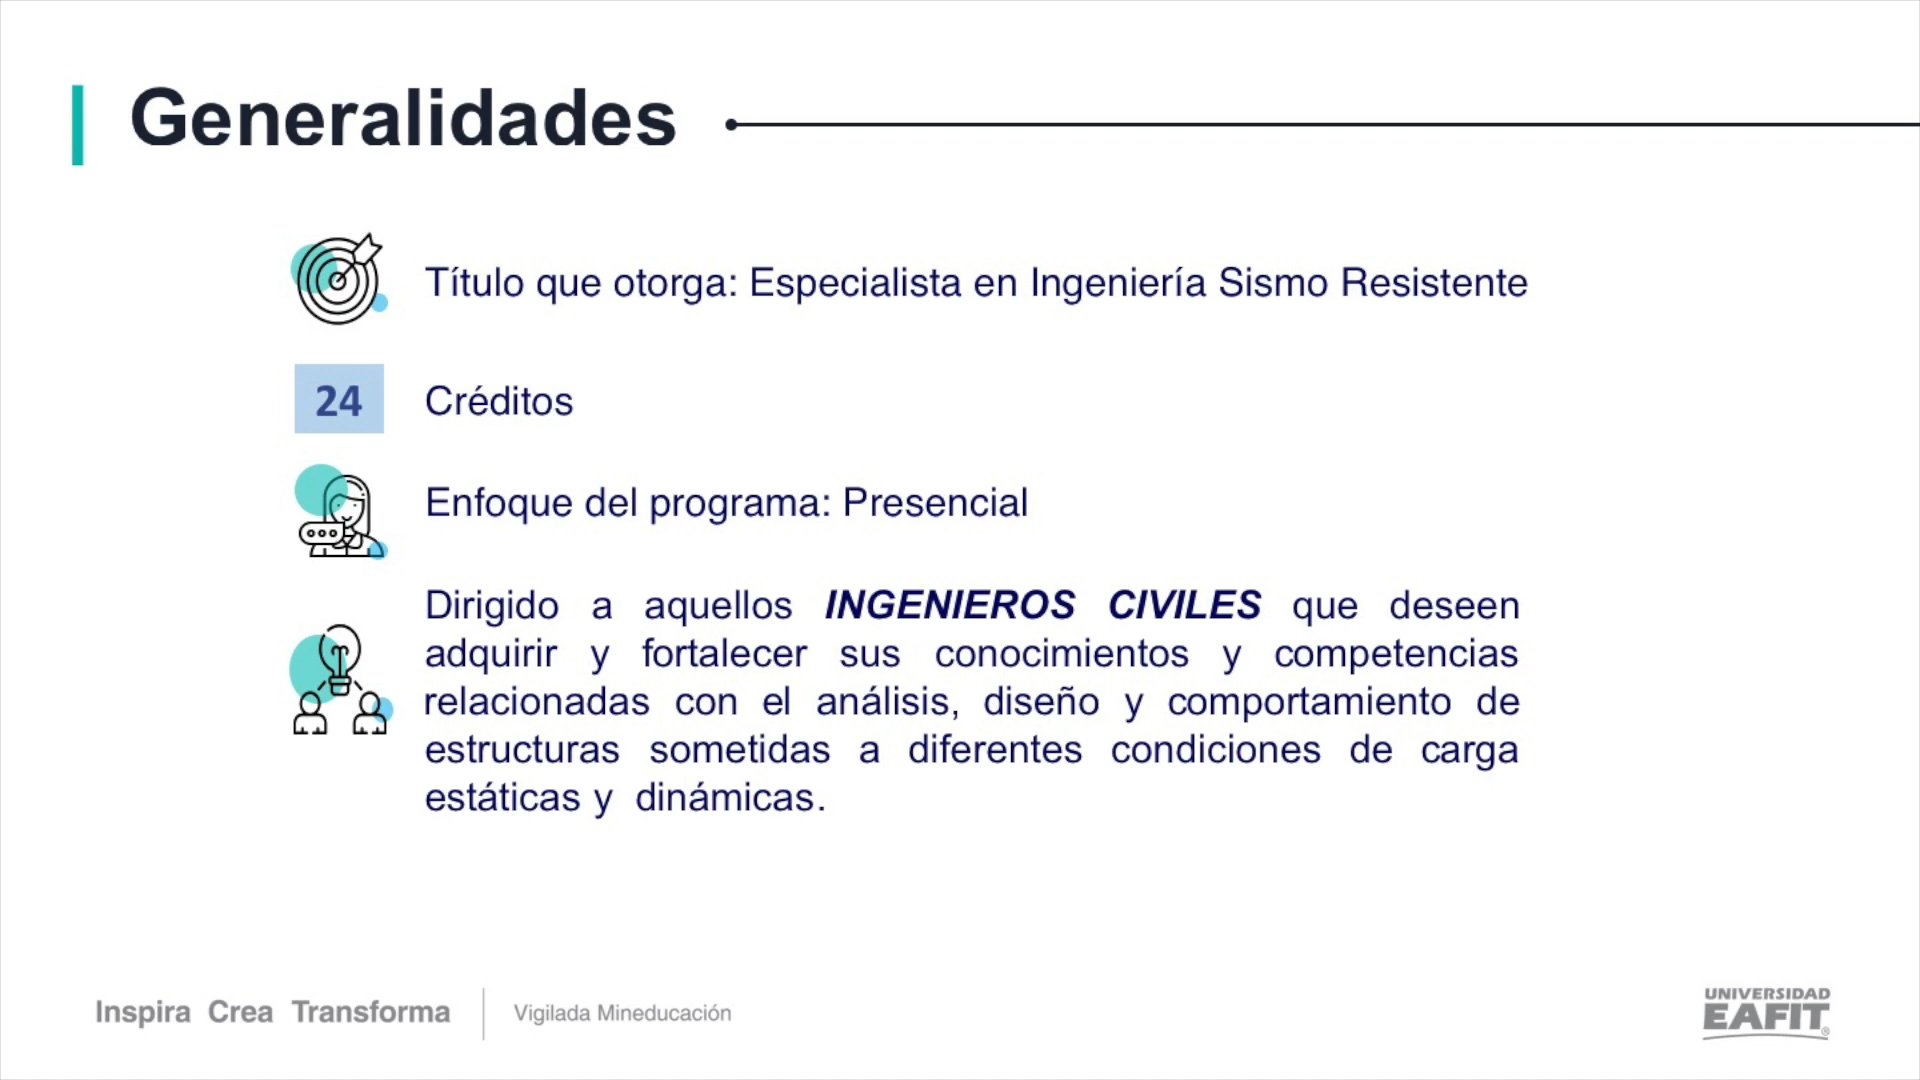 Generalidades
Título que otorga: Especialista en Ingeniería Sismo Resistente
24 Créditos
Enfoque del programa: Presencial
Dirigido a aquellos INGENIEROS CIVILES que deseen
adquirir y fortalecer sus conocimientos y competencias
relacionadas con el análisis, diseño y comportamiento de
estructuras sometidas a diferentes condiciones de carga
estáticas y dinámicas.
Inspira Crea Transforma
Vigilada Mineducación
UNIVERSIDAD
EAFIT®